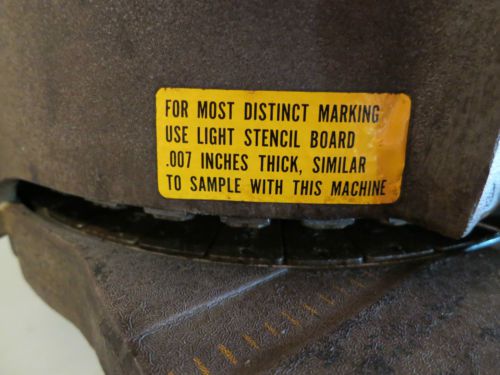 FOR MOST DISTINCT MARKING
USE LIGHT STENCIL BOARD
.007 INCHES THICK, SIMILAR
TO SAMPLE WITH THIS MACHINE